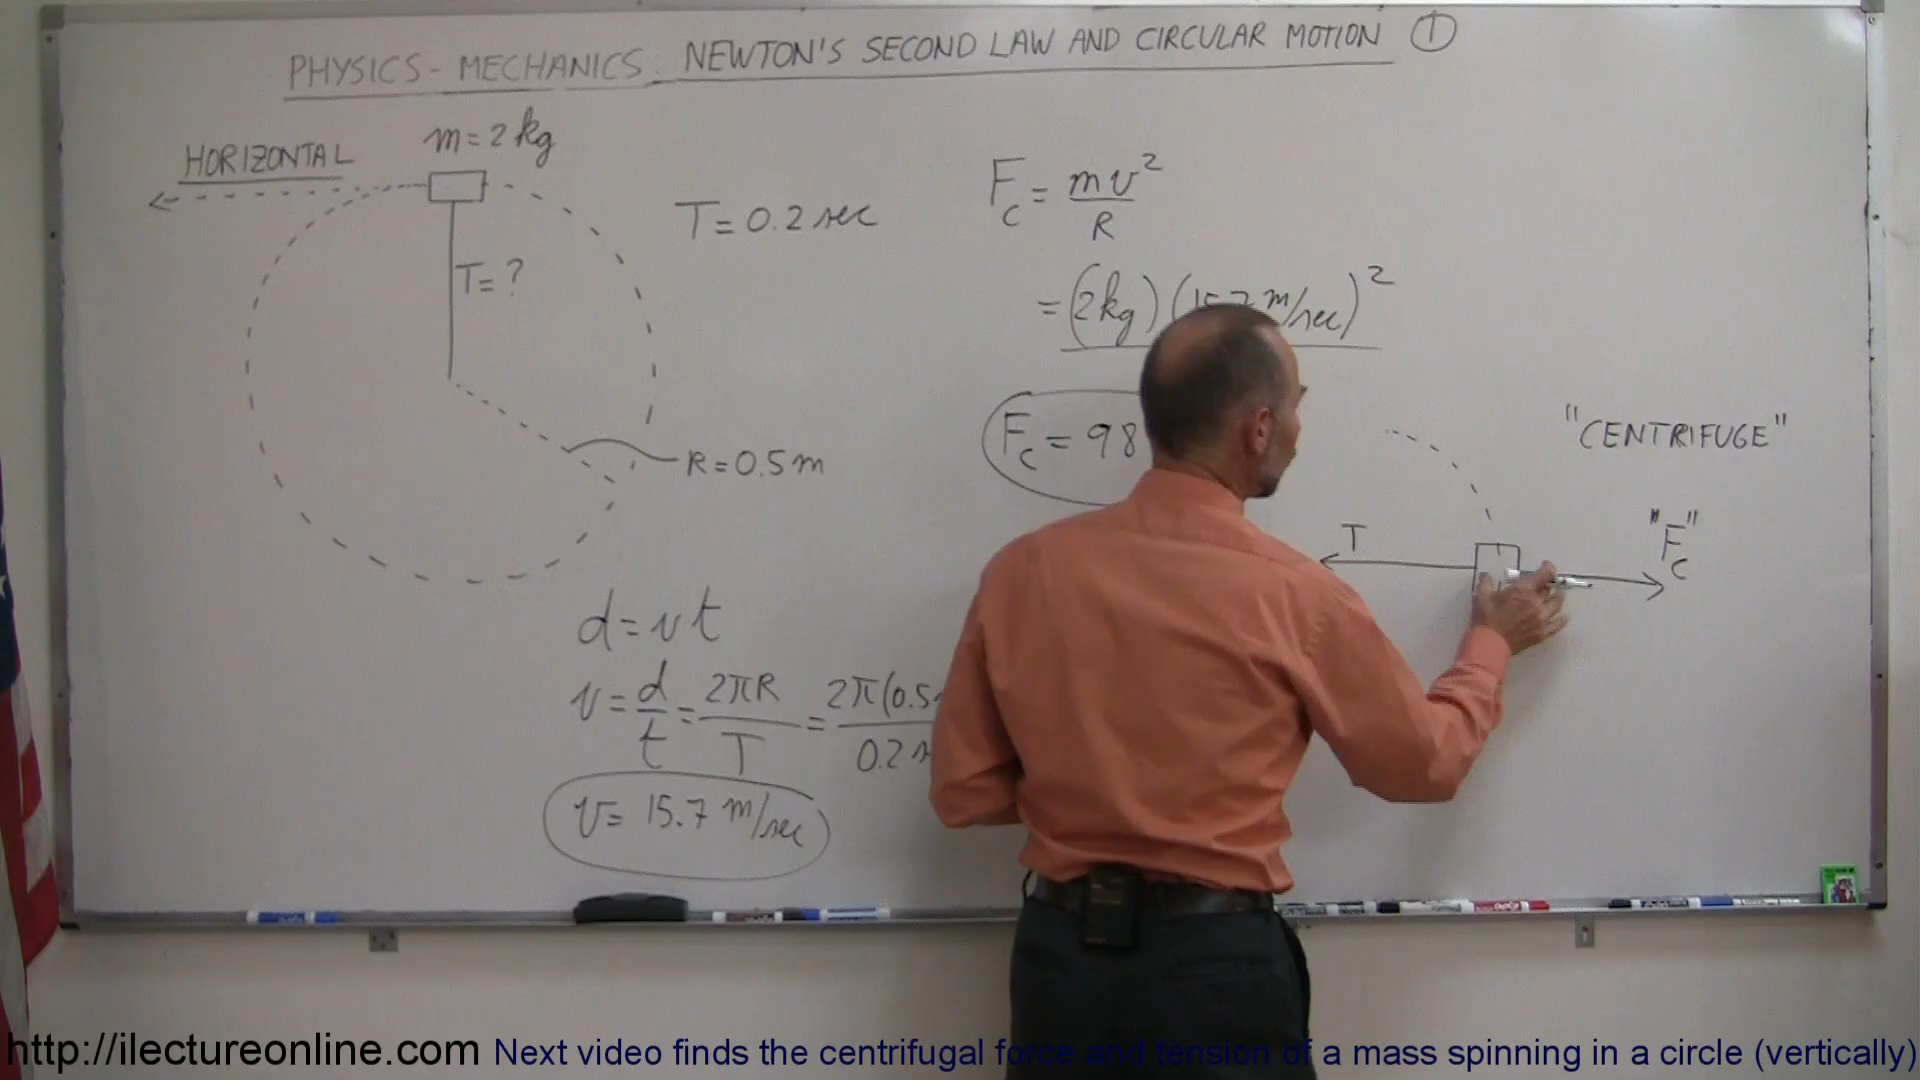 PHYSICS - MECHANICS: NEWTON'S SECOND LAW AND CIRCULAR MOTION ①
HORIZONTAL
m = 2 kg
T = 0.2 sec
T = ?
R = 0.5 m
d = vt
v = d/t = 2πR/T = 2π(0.5
0.2
v = 15.7 m/sec
F_c = mv²/R
= (2kg)(15.7 m/sec)²
F_c = 98
"CENTRIFUGE"
T
"F_c"
http://ilectureonline.com Next video finds the centrifugal force and tension of a mass spinning in a circle (vertically)